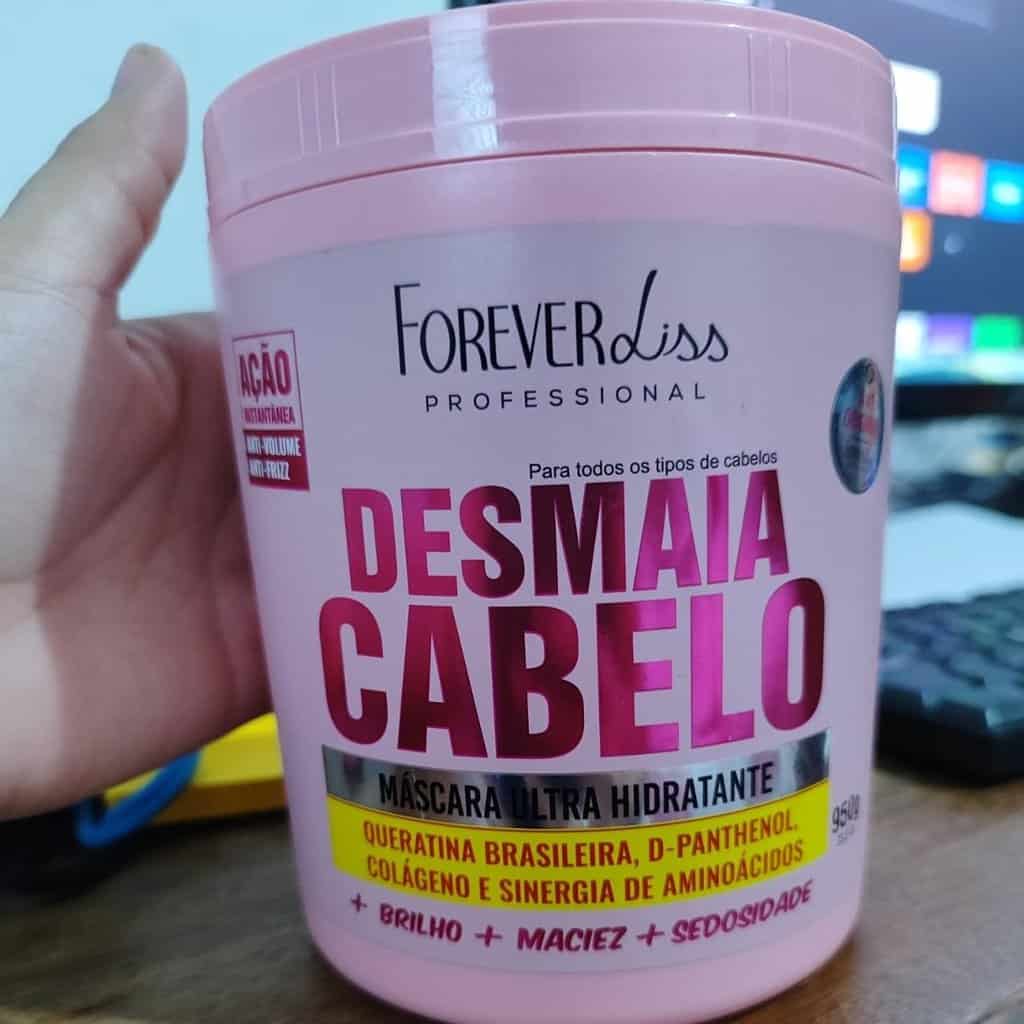 FOREVER Liss
PROFESSIONAL
AÇÃO
INSTANTÂNEA
ANTI-VOLUME
ANTI-FRIZZ
Para todos os tipos de cabelos
DESMAIA
CABELO
MÁSCARA ULTRA HIDRATANTE
QUERATINA BRASILEIRA, D-PANTHENOL,
COLÁGENO E SINERGIA DE AMINOÁCIDOS
950g
+ BRILHO + MACIEZ + SEDOSIDADE